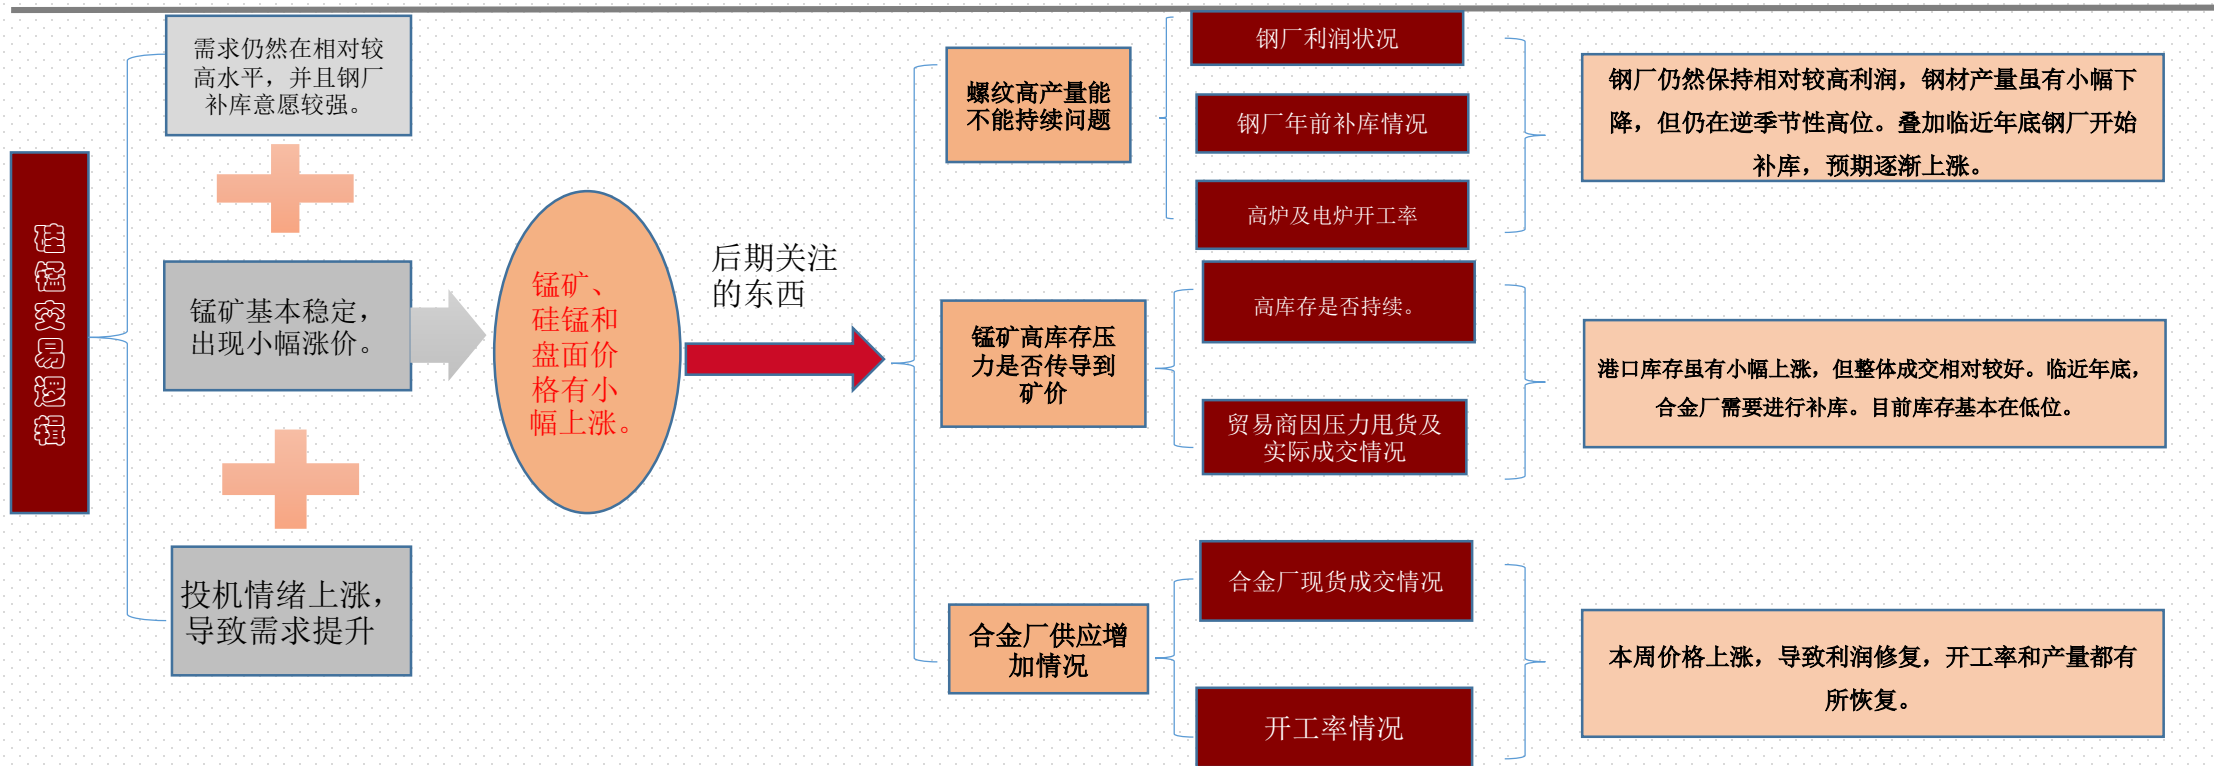 硅锰交易逻辑
需求仍然在相对较
高水平，并且钢厂
补库意愿较强。
锰矿基本稳定，
出现小幅涨价。
投机情绪上涨，
导致需求提升
锰矿、
硅锰和
盘面价
格有小
幅上涨。
后期关注
的东西
螺纹高产量能
不能持续问题
钢厂利润状况
钢厂年前补库情况
高炉及电炉开工率
钢厂仍然保持相对较高利润，钢材产量虽有小幅下
降，但仍在逆季节性高位。叠加临近年底钢厂开始
补库，预期逐渐上涨。
锰矿高库存压
力是否传导到
矿价
高库存是否持续。
贸易商因压力甩货及
实际成交情况
港口库存虽有小幅上涨，但整体成交相对较好。临近年底，
合金厂需要进行补库。目前库存基本在低位。
合金厂供应增
加情况
合金厂现货成交情况
开工率情况
本周价格上涨，导致利润修复，开工率和产量都有
所恢复。